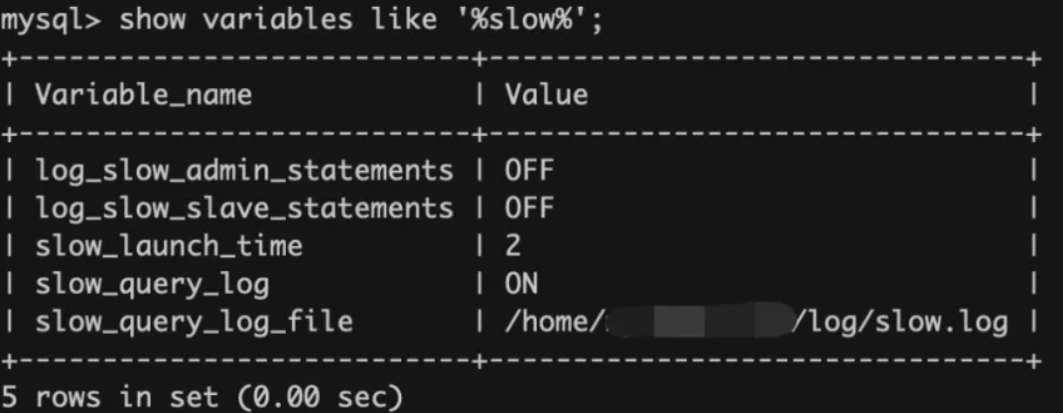 mysql> show variables like '%slow%';
+---------------------------+--------------------------------+
| Variable_name             | Value                          |
+---------------------------+--------------------------------+
| log_slow_admin_statements | OFF                            |
| log_slow_slave_statements | OFF                            |
| slow_launch_time          | 2                              |
| slow_query_log            | ON                             |
| slow_query_log_file       | /home/           /log/slow.log |
+---------------------------+--------------------------------+
5 rows in set (0.00 sec)